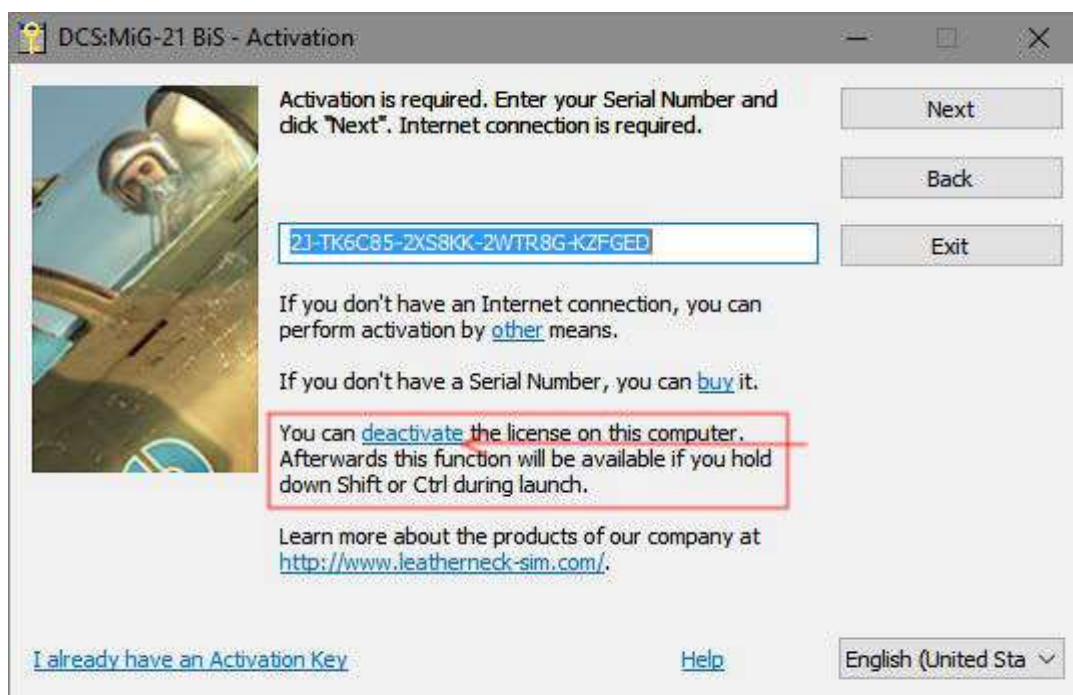 DCS:MiG-21 BiS - Activation
Activation is required. Enter your Serial Number and
click "Next". Internet connection is required.
Next
Back
2J-TK6C85-2XS8KK-2WTR8G-KZFGED
Exit
If you don't have an Internet connection, you can
perform activation by other means.
If you don't have a Serial Number, you can buy it.
You can deactivate the license on this computer.
Afterwards this function will be available if you hold
down Shift or Ctrl during launch.
Learn more about the products of our company at
http://www.leatherneck-sim.com/.
I already have an Activation Key
Help
English (United Sta